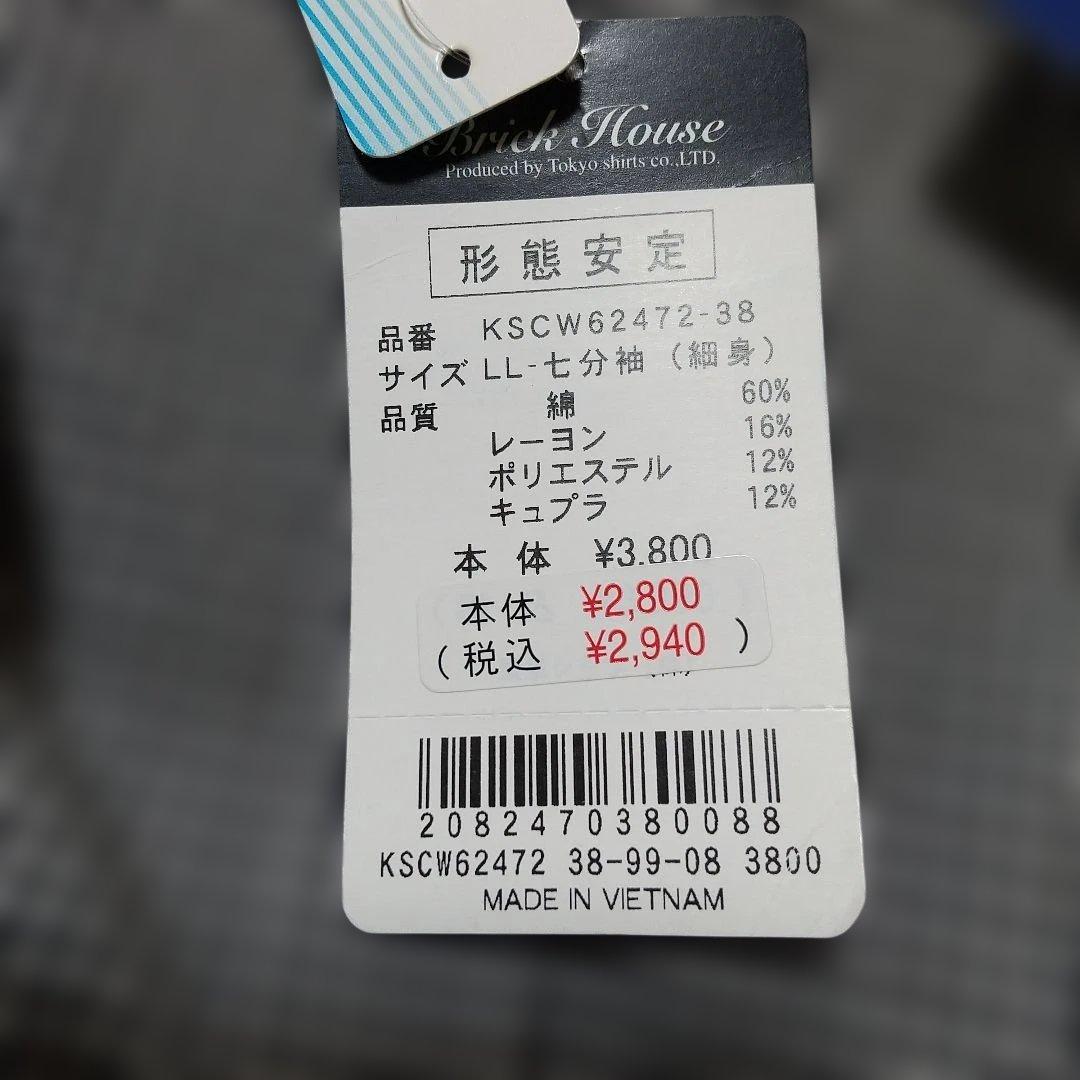 Brick House
Produced by Tokyo shirts co.,LTD.
形態安定
品番 KSCW62472-38
サイズ LL-七分袖(細身)
品質 綿 60%
レーヨン 16%
ポリエステル 12%
キュプラ 12%
本体 ¥3,800
本体 ¥2,800
(税込 ¥2,940)
2082470380088
KSCW62472 38-99-08 3800
MADE IN VIETNAM